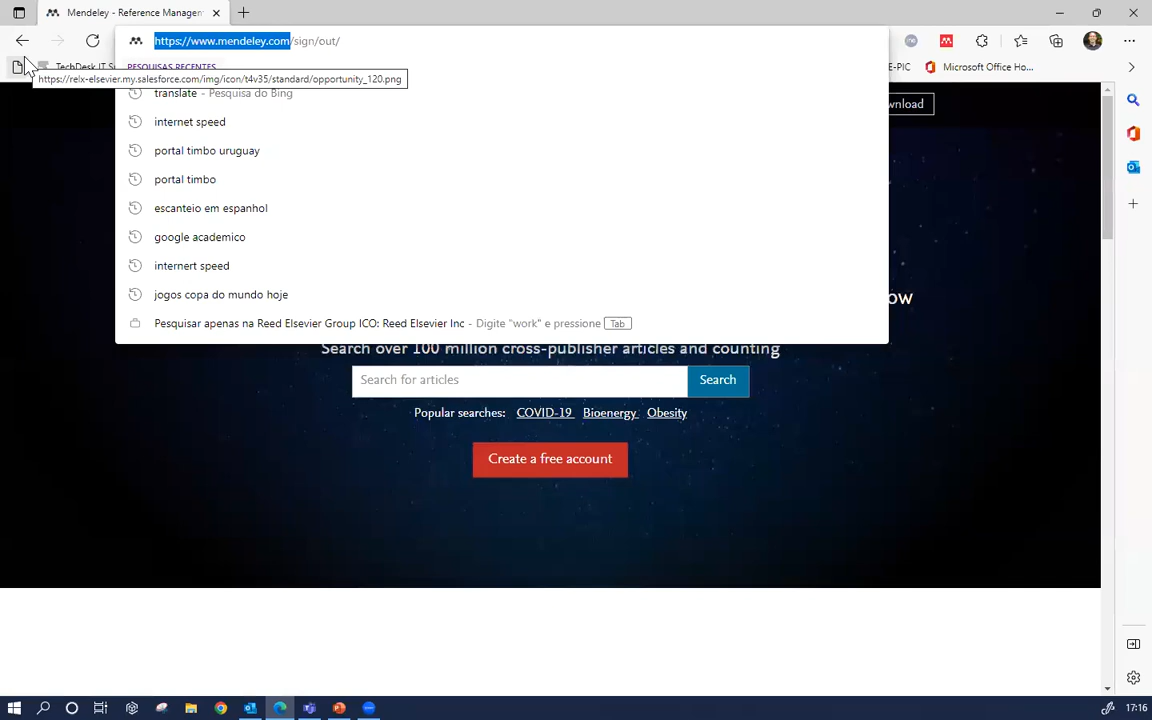 Mendeley - Reference Managem
https://www.mendeley.com/sign/out/
TechDesk IT S
PESQUISAS RECENTES
https://relx-elsevier.my.salesforce.com/img/icon/t4v35/standard/opportunity_120.png
E-PIC
Microsoft Office Ho...
translate - Pesquisa do Bing
wnload
internet speed
portal timbo uruguay
portal timbo
escanteio em espanhol
google academico
internert speed
jogos copa do mundo hoje
ow
Pesquisar apenas na Reed Elsevier Group ICO: Reed Elsevier Inc - Digite "work" e pressione Tab
Search over 100 million cross-publisher articles and counting
Search for articles
Search
Popular searches: COVID-19 Bioenergy Obesity
Create a free account
17:16